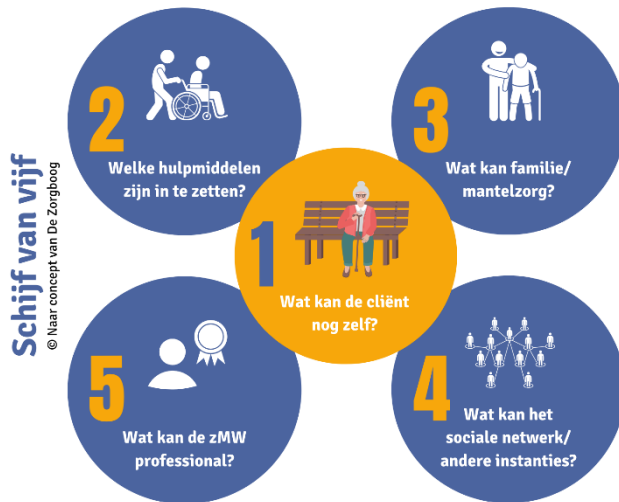 Schijf van vijf
© Naar concept van De Zorgboog
1
Wat kan de cliënt
nog zelf?
2
Welke hulpmiddelen
zijn in te zetten?
3
Wat kan familie/
mantelzorg?
4
Wat kan het
sociale netwerk/
andere instanties?
5
Wat kan de zMW
professional?